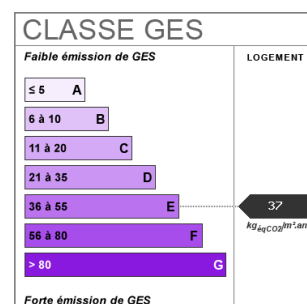 CLASSE GES
Faible émission de GES
LOGEMENT
≤ 5 A
6 à 10 B
11 à 20 C
21 à 35 D
36 à 55 E
37
kgéqCO2/m².an
56 à 80 F
> 80 G
Forte émission de GES